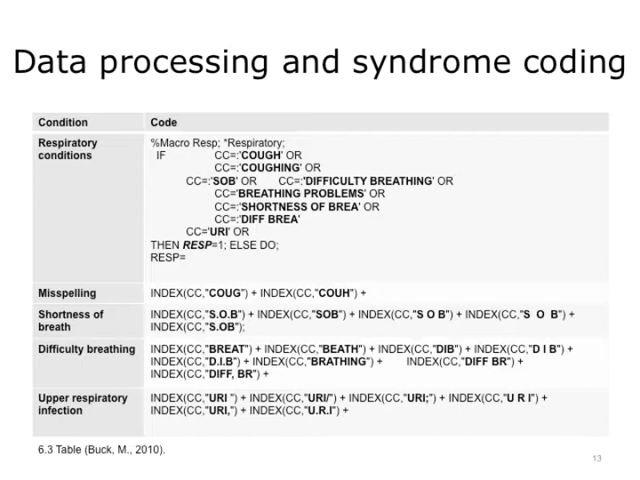 Data processing and syndrome coding
Condition Code
Respiratory conditions %Macro Resp; *Respiratory;
IF CC=:'COUGH' OR
CC=:'COUGHING' OR
CC=:'SOB' OR CC=:'DIFFICULTY BREATHING' OR
CC='BREATHING PROBLEMS' OR
CC=:'SHORTNESS OF BREA' OR
CC=:'DIFF BREA'
CC='URI' OR
THEN RESP=1; ELSE DO;
RESP=
Misspelling INDEX(CC,"COUG") + INDEX(CC,"COUH") +
Shortness of breath INDEX(CC,"S.O.B") + INDEX(CC,"SOB") + INDEX(CC,"S O B") + INDEX(CC,"S  O  B") +
INDEX(CC,"S.OB");
Difficulty breathing INDEX(CC,"BREAT") + INDEX(CC,"BEATH") + INDEX(CC,"DIB") + INDEX(CC,"D I B") +
INDEX(CC,"D.I.B") + INDEX(CC,"BRATHING") + INDEX(CC,"DIFF BR") +
INDEX(CC,"DIFF, BR") +
Upper respiratory infection INDEX(CC,"URI ") + INDEX(CC,"URI/") + INDEX(CC,"URI;") + INDEX(CC,"U R I") +
INDEX(CC,"URI,") + INDEX(CC,"U.R.I") +
6.3 Table (Buck, M., 2010).
13